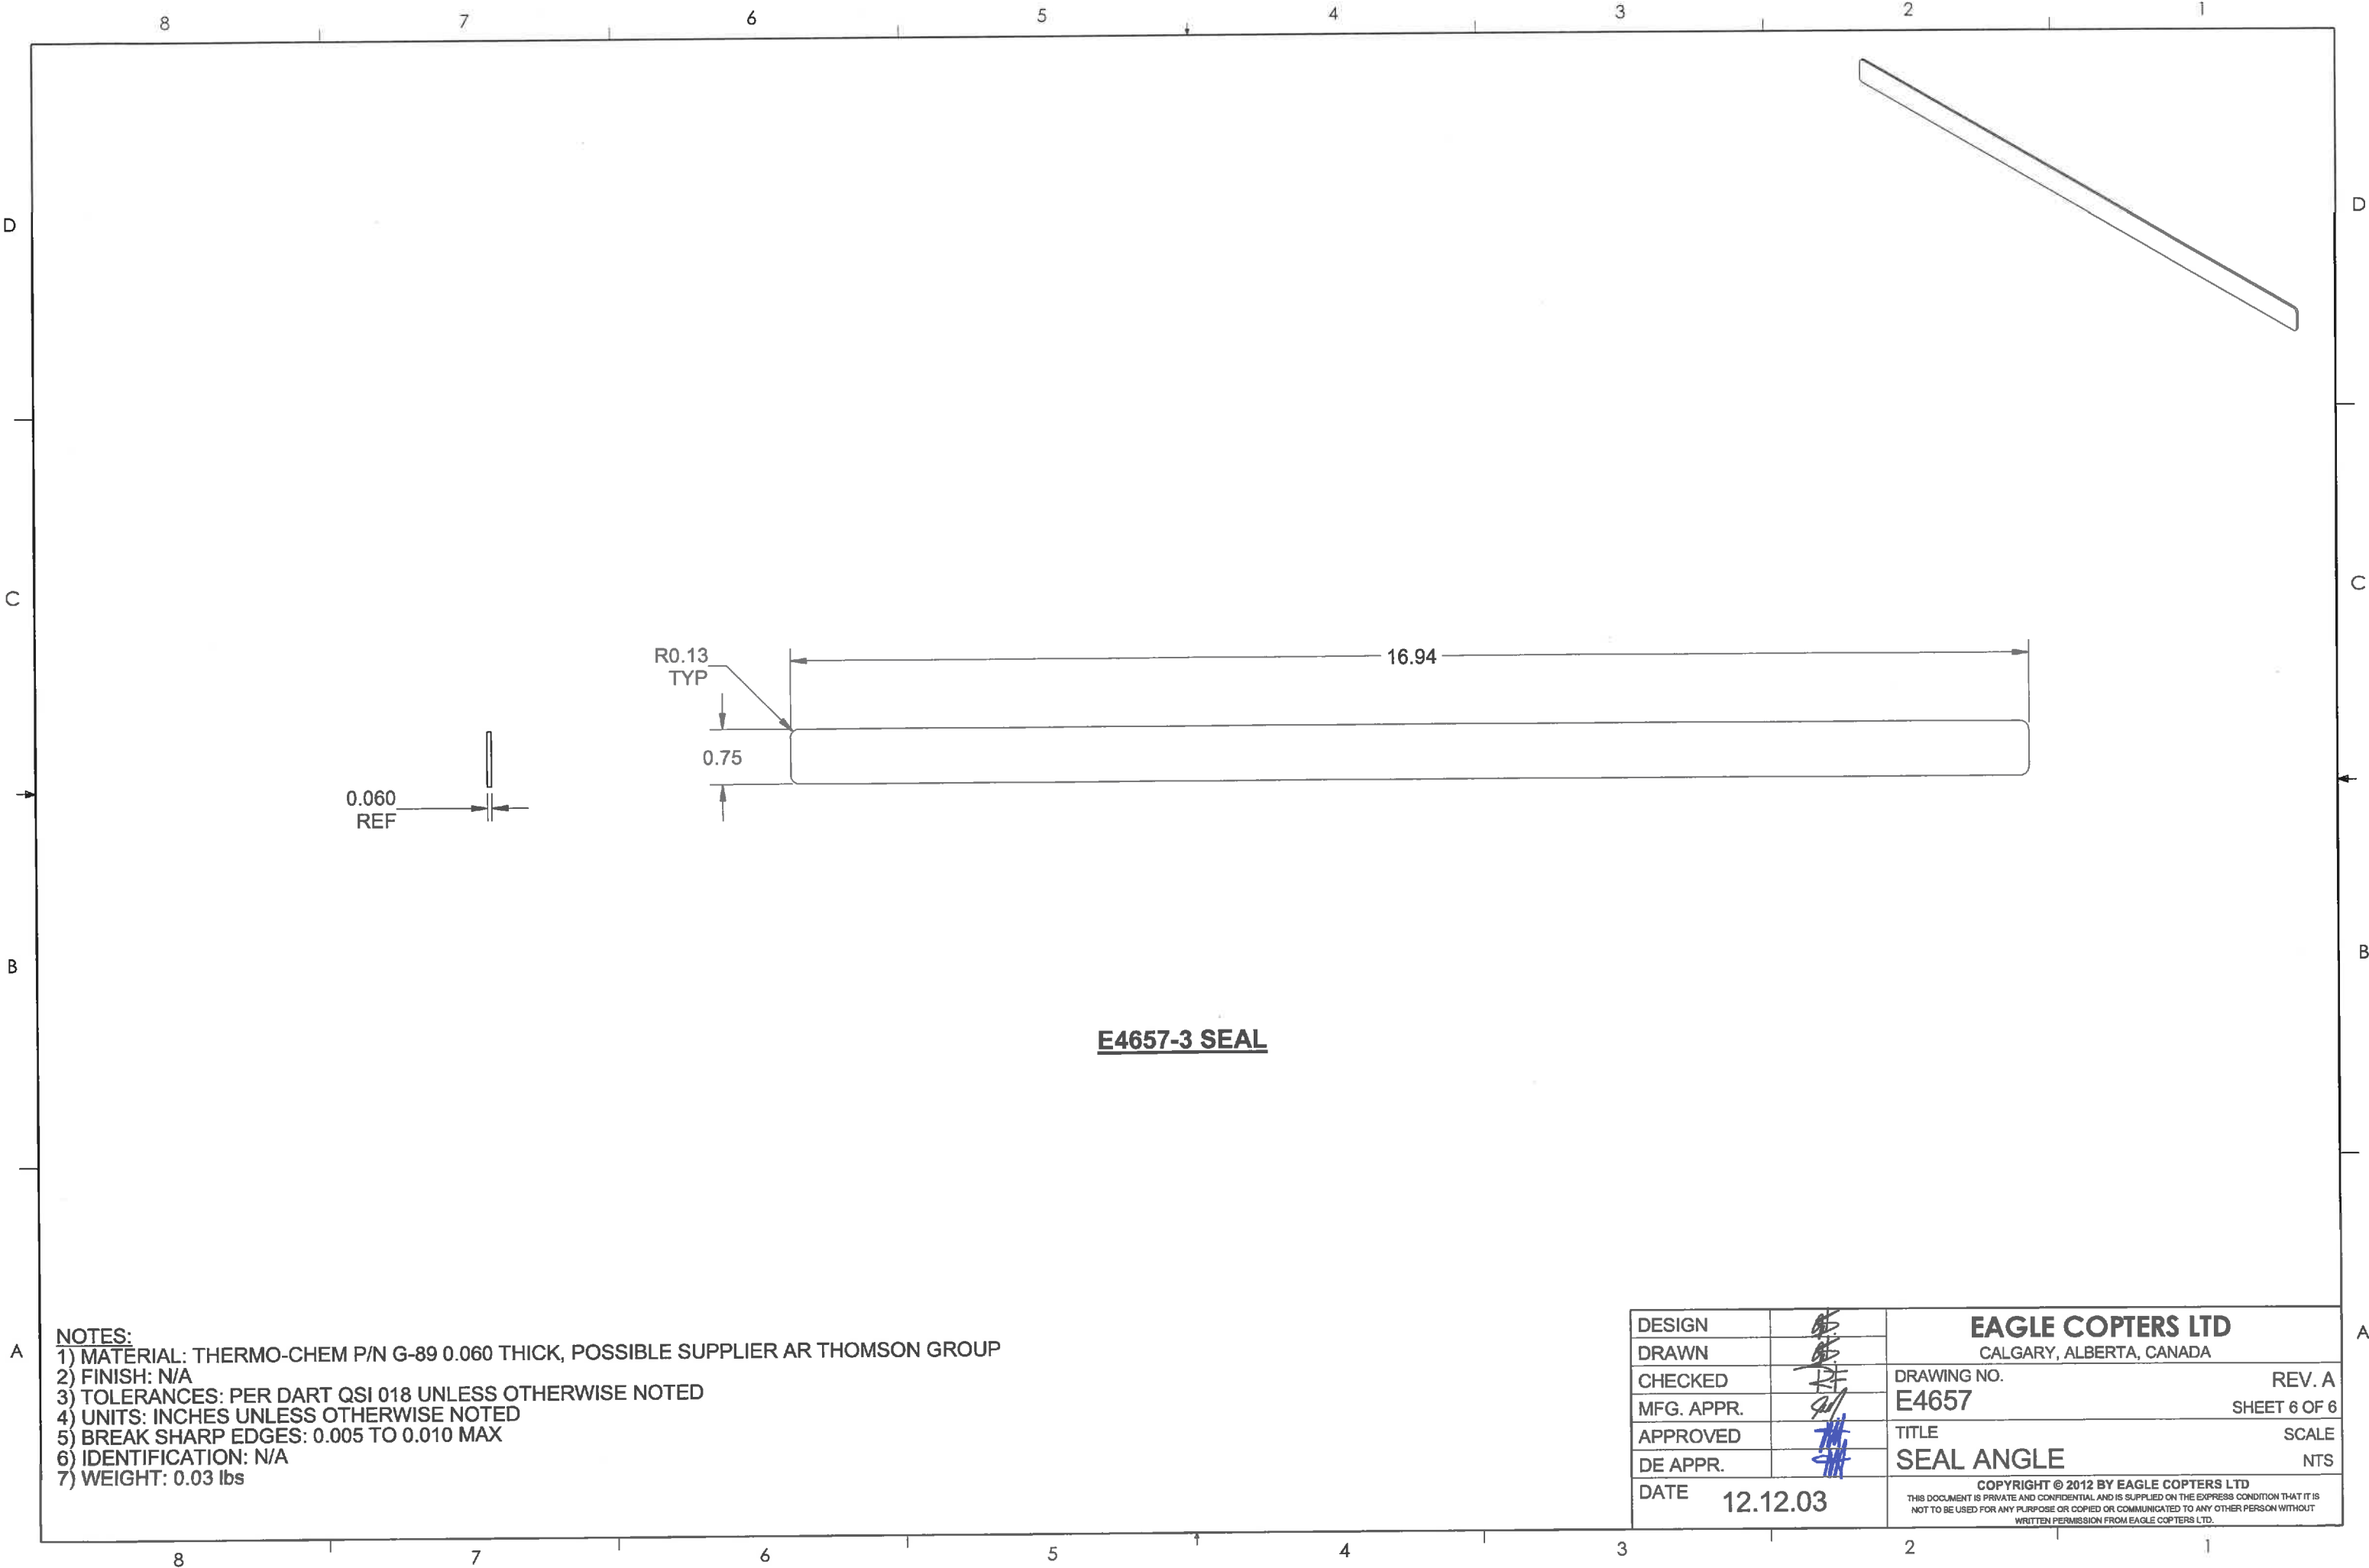 8 7 6 5 4 3 2 1
D D
C C
R0.13
TYP
16.94
0.75
0.060
REF
B B
E4657-3 SEAL
A A
NOTES:
1) MATERIAL: THERMO-CHEM P/N G-89 0.060 THICK, POSSIBLE SUPPLIER AR THOMSON GROUP
2) FINISH: N/A
3) TOLERANCES: PER DART QSI 018 UNLESS OTHERWISE NOTED
4) UNITS: INCHES UNLESS OTHERWISE NOTED
5) BREAK SHARP EDGES: 0.005 TO 0.010 MAX
6) IDENTIFICATION: N/A
7) WEIGHT: 0.03 lbs
DESIGN
DRAWN
CHECKED
MFG. APPR.
APPROVED
DE APPR.
DATE 12.12.03
EAGLE COPTERS LTD
CALGARY, ALBERTA, CANADA
DRAWING NO. REV. A
E4657 SHEET 6 OF 6
TITLE SCALE
SEAL ANGLE NTS
COPYRIGHT © 2012 BY EAGLE COPTERS LTD
THIS DOCUMENT IS PRIVATE AND CONFIDENTIAL AND IS SUPPLIED ON THE EXPRESS CONDITION THAT IT IS
NOT TO BE USED FOR ANY PURPOSE OR COPIED OR COMMUNICATED TO ANY OTHER PERSON WITHOUT
WRITTEN PERMISSION FROM EAGLE COPTERS LTD.
8 7 6 5 4 3 2 1